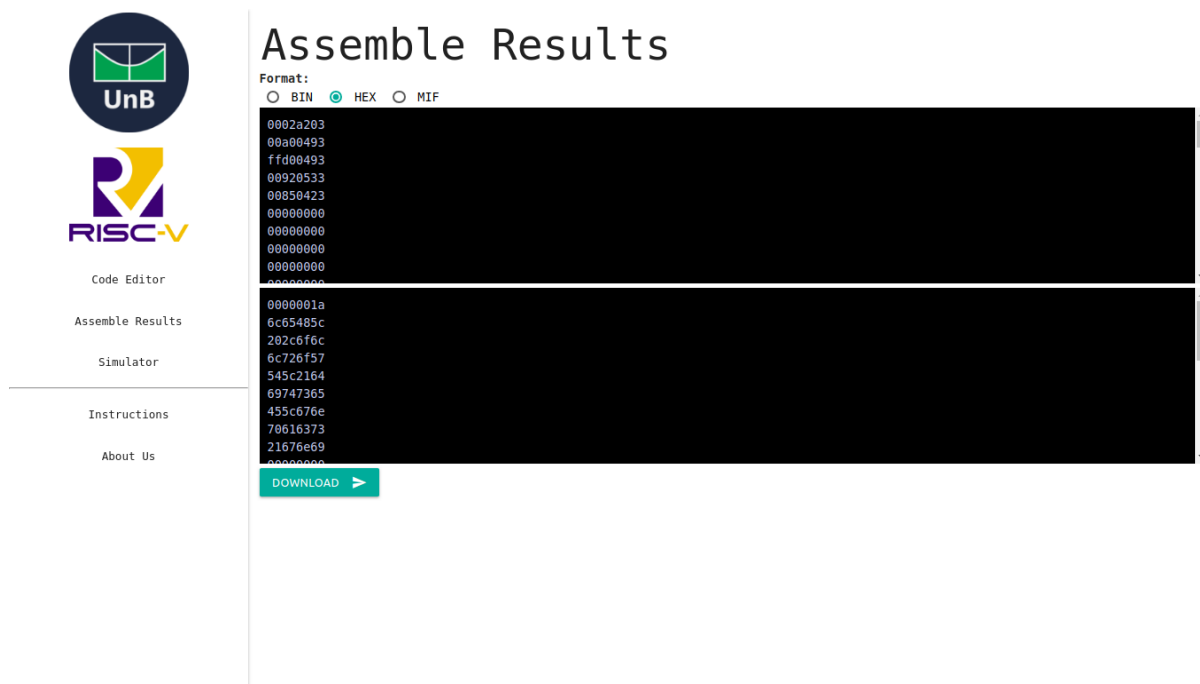 UnB
RISC-V
Code Editor
Assemble Results
Simulator
Instructions
About Us
Assemble Results
Format:
BIN HEX MIF
0002a203
00a00493
ffd00493
00920533
00850423
00000000
00000000
00000000
00000000
0000001a
6c65485c
202c6f6c
6c726f57
545c2164
69747365
455c676e
70616373
21676e69
DOWNLOAD